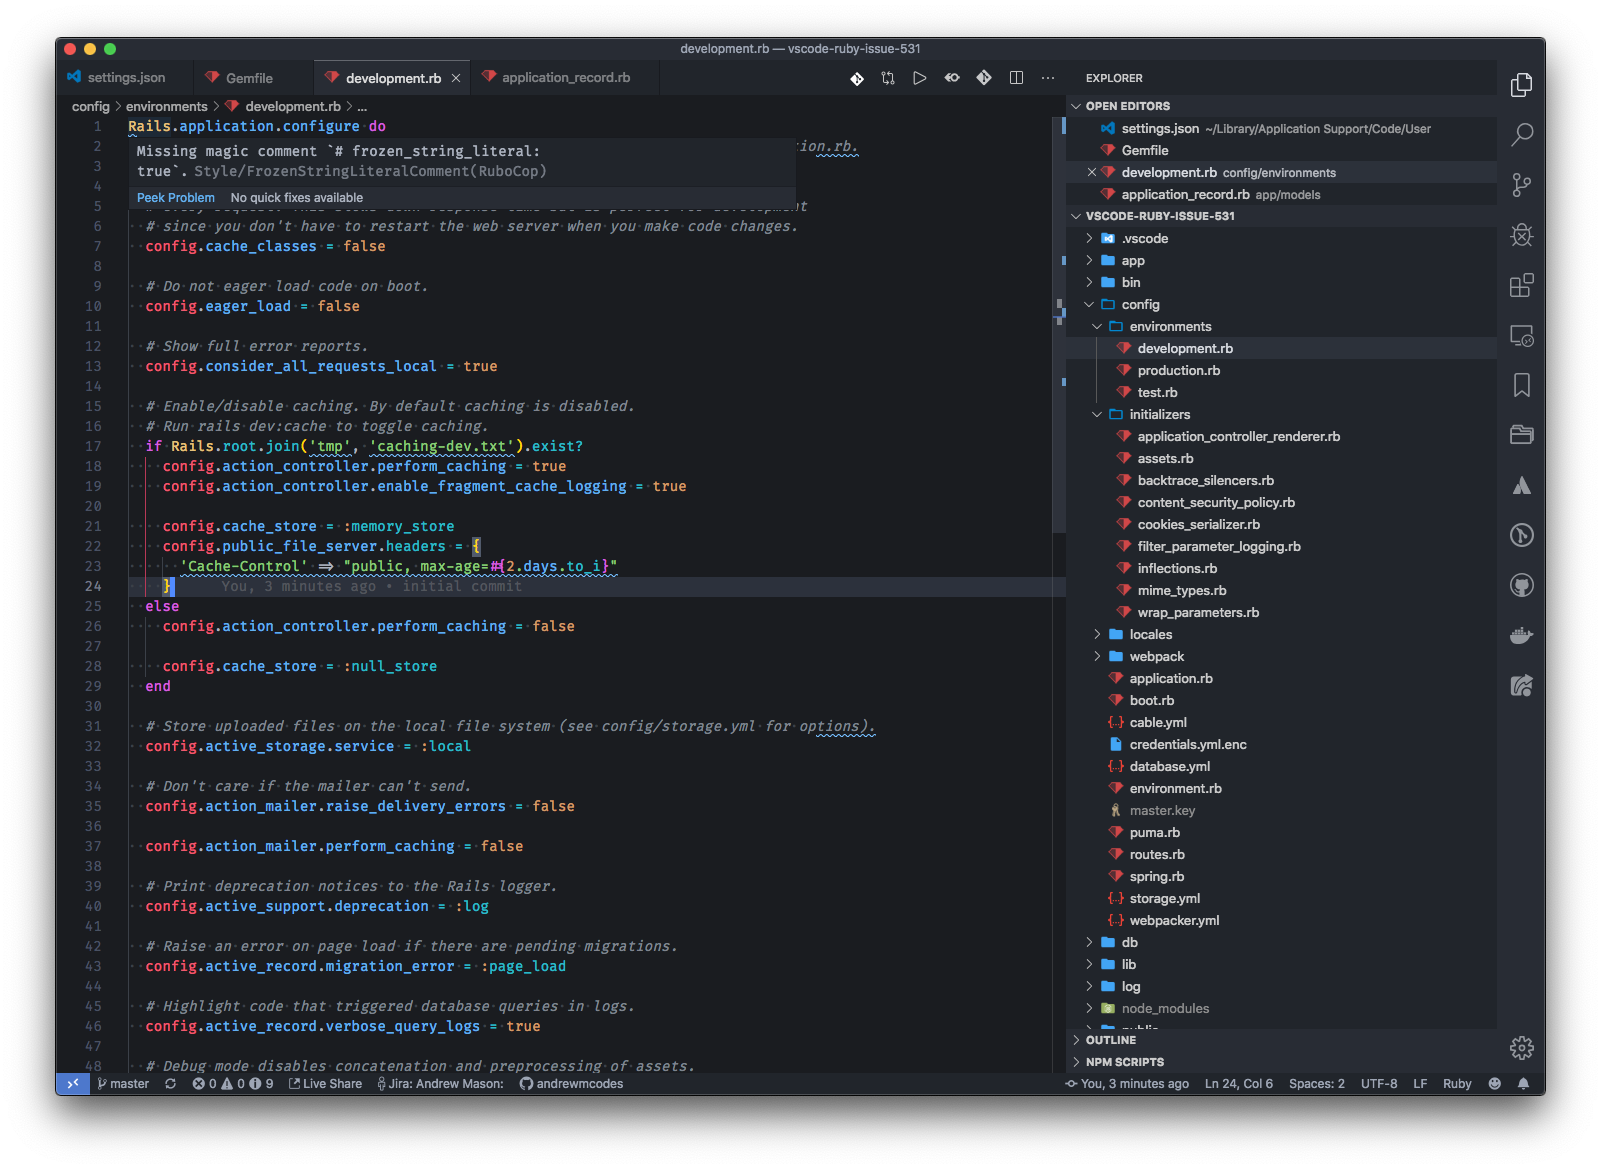 development.rb — vscode-ruby-issue-531
settings.json
Gemfile
development.rb
application_record.rb
config > environments > development.rb > ...
1 Rails.application.configure do
Missing magic comment `# frozen_string_literal:
true`. Style/FrozenStringLiteralComment(RuboCop)
Peek Problem No quick fixes available
2 ion.rb.
3
4
5
6 # since you don't have to restart the web server when you make code changes.
7 config.cache_classes = false
8
9 # Do not eager load code on boot.
10 config.eager_load = false
11
12 # Show full error reports.
13 config.consider_all_requests_local = true
14
15 # Enable/disable caching. By default caching is disabled.
16 # Run rails dev:cache to toggle caching.
17 if Rails.root.join('tmp', 'caching-dev.txt').exist?
18 config.action_controller.perform_caching = true
19 config.action_controller.enable_fragment_cache_logging = true
20
21 config.cache_store = :memory_store
22 config.public_file_server.headers = {
23 'Cache-Control' => "public, max-age=#{2.days.to_i}"
24 } You, 3 minutes ago • initial commit
25 else
26 config.action_controller.perform_caching = false
27
28 config.cache_store = :null_store
29 end
30
31 # Store uploaded files on the local file system (see config/storage.yml for options).
32 config.active_storage.service = :local
33
34 # Don't care if the mailer can't send.
35 config.action_mailer.raise_delivery_errors = false
36
37 config.action_mailer.perform_caching = false
38
39 # Print deprecation notices to the Rails logger.
40 config.active_support.deprecation = :log
41
42 # Raise an error on page load if there are pending migrations.
43 config.active_record.migration_error = :page_load
44
45 # Highlight code that triggered database queries in logs.
46 config.active_record.verbose_query_logs = true
47
48 # Debug mode disables concatenation and preprocessing of assets.
EXPLORER
OPEN EDITORS
settings.json ~/Library/Application Support/Code/User
Gemfile
development.rb config/environments
application_record.rb app/models
VSCODE-RUBY-ISSUE-531
.vscode
app
bin
config
environments
development.rb
production.rb
test.rb
initializers
application_controller_renderer.rb
assets.rb
backtrace_silencers.rb
content_security_policy.rb
cookies_serializer.rb
filter_parameter_logging.rb
inflections.rb
mime_types.rb
wrap_parameters.rb
locales
webpack
application.rb
boot.rb
cable.yml
credentials.yml.enc
database.yml
environment.rb
master.key
puma.rb
routes.rb
spring.rb
storage.yml
webpacker.yml
db
lib
log
node_modules
OUTLINE
NPM SCRIPTS
master 0 0 9 Live Share Jira: Andrew Mason: andrewmcodes You, 3 minutes ago Ln 24, Col 6 Spaces: 2 UTF-8 LF Ruby